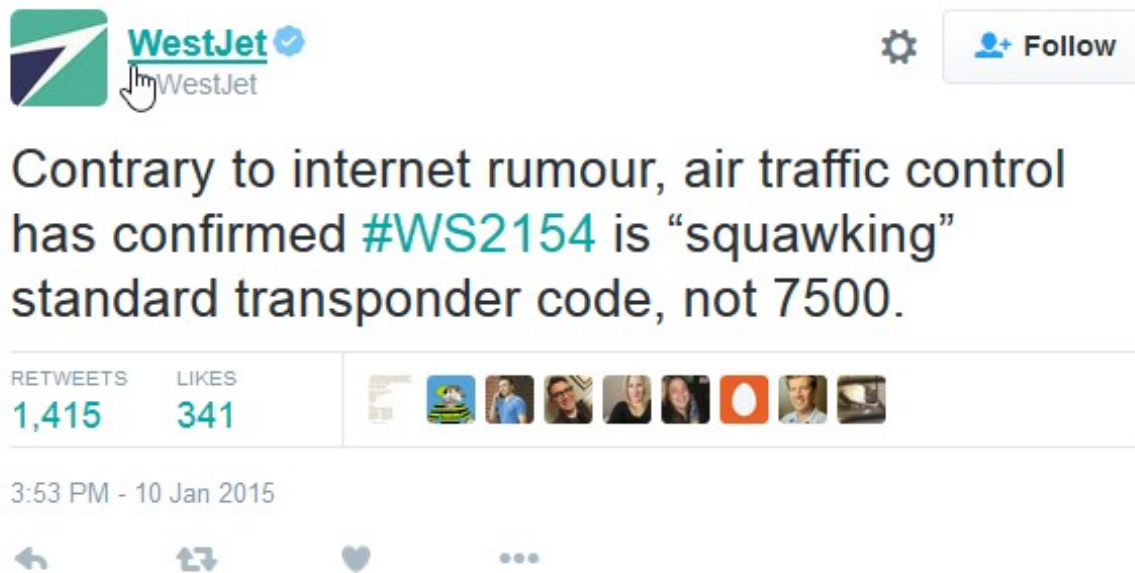 WestJet
WestJet
Follow
Contrary to internet rumour, air traffic control
has confirmed #WS2154 is “squawking”
standard transponder code, not 7500.
RETWEETS LIKES
1,415 341
3:53 PM - 10 Jan 2015